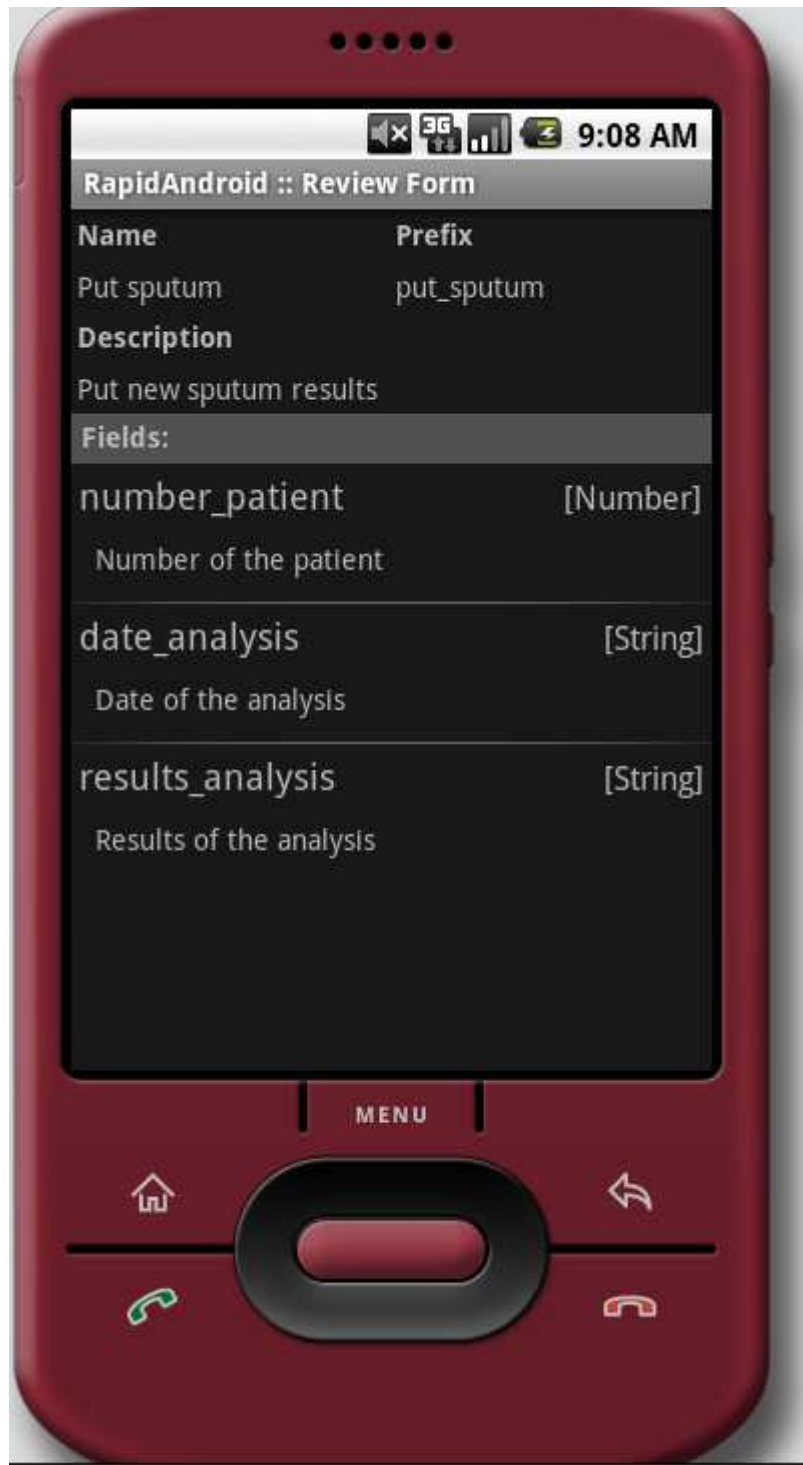 3G 9:08 AM
RapidAndroid :: Review Form
Name Prefix
Put sputum put_sputum
Description
Put new sputum results
Fields:
number_patient [Number]
Number of the patient
date_analysis [String]
Date of the analysis
results_analysis [String]
Results of the analysis
MENU